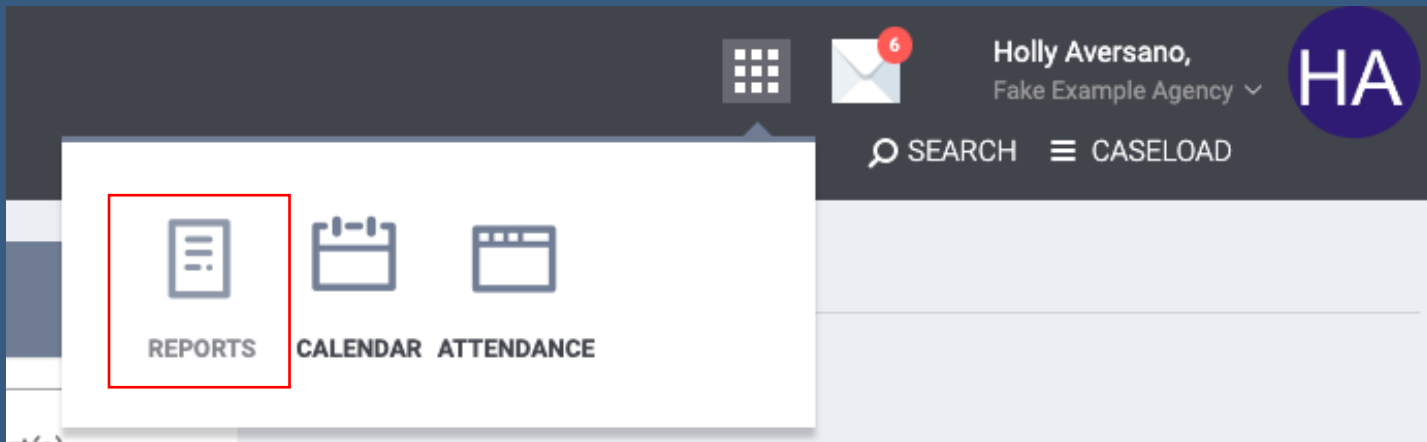 6
Holly Aversano,
Fake Example Agency
HA
SEARCH
CASELOAD
REPORTS
CALENDAR
ATTENDANCE